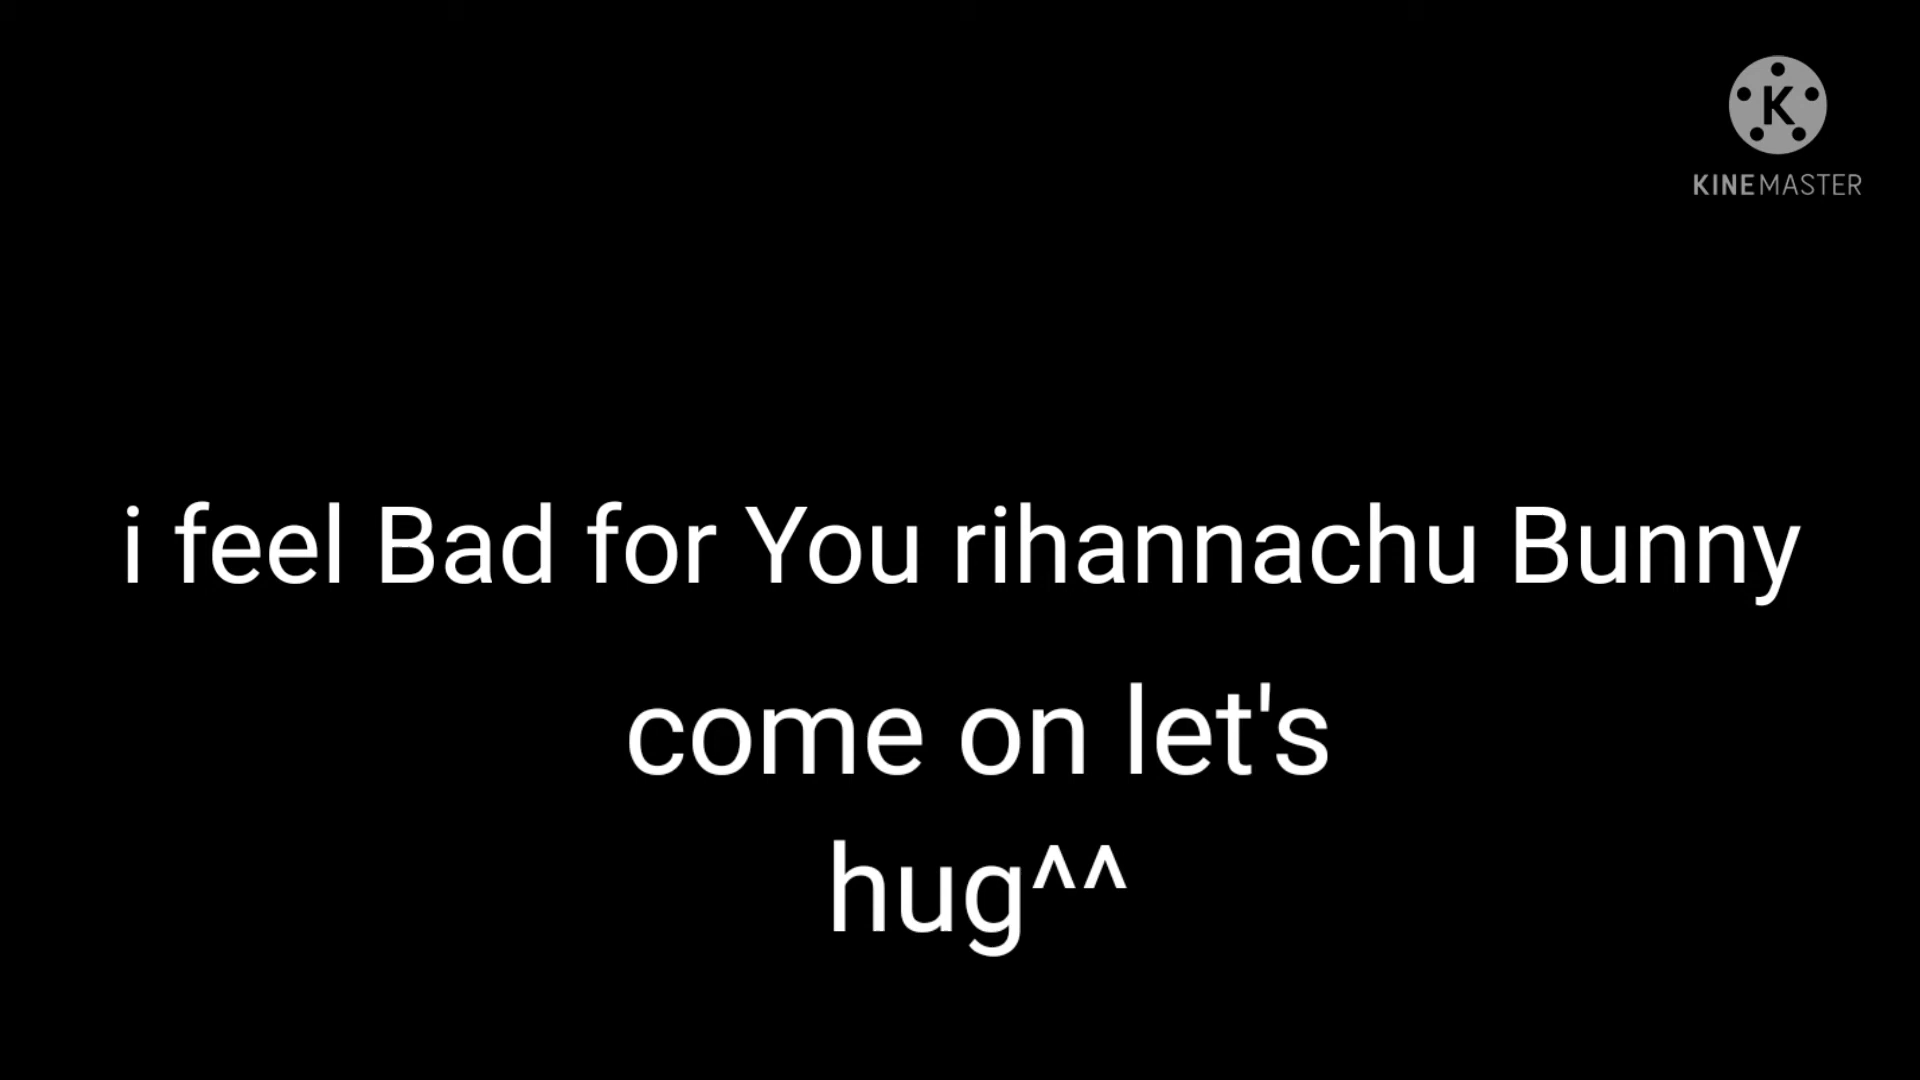 K
KINEMASTER
i feel Bad for You rihannachu Bunny
come on let's
hug^^